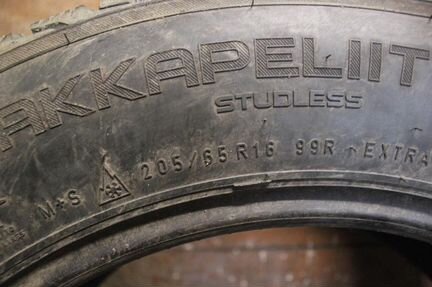 AKKAPELIIT
STUDLESS
M+S 205/65 R16 99R - EXTRA